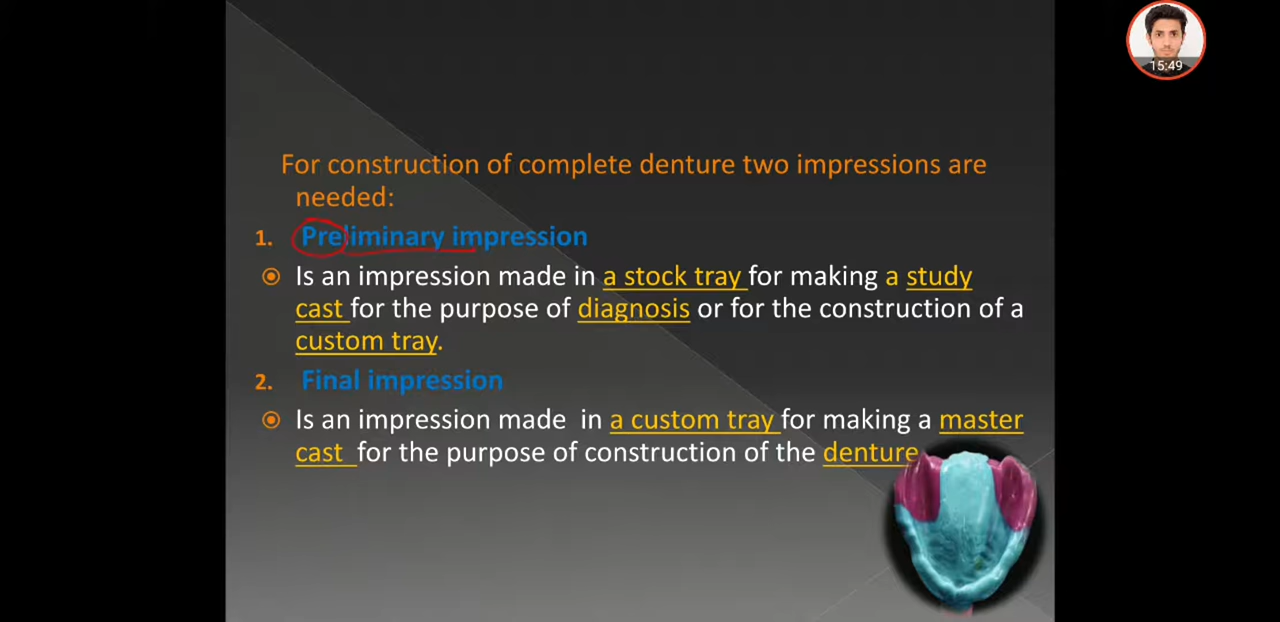 15:49
For construction of complete denture two impressions are
needed:
1. Preliminary impression
Is an impression made in a stock tray for making a study
cast for the purpose of diagnosis or for the construction of a
custom tray.
2. Final impression
Is an impression made in a custom tray for making a master
cast for the purpose of construction of the denture